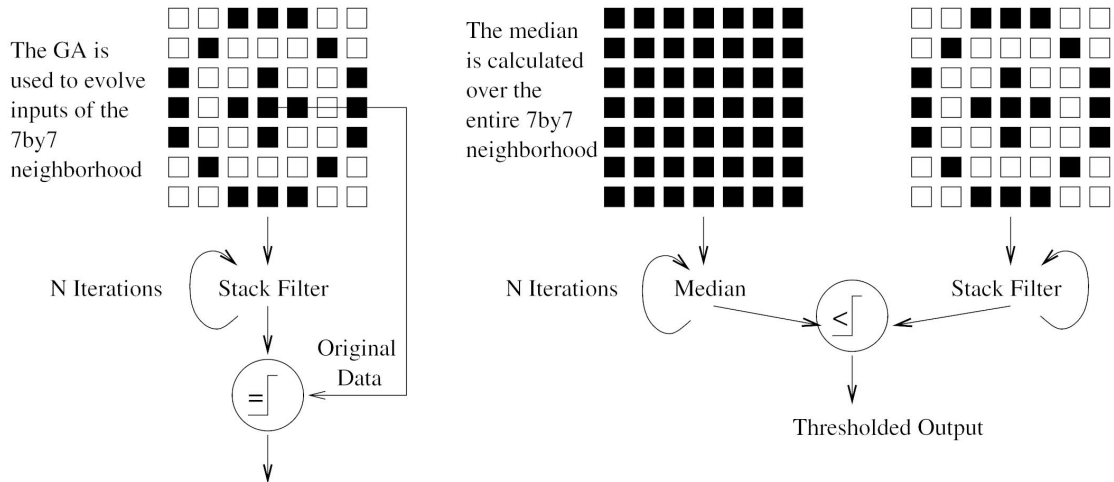 The GA is
used to evolve
inputs of the
7by7
neighborhood
N Iterations
Stack Filter
Original
Data
=
The median
is calculated
over the
entire 7by7
neighborhood
N Iterations
Median
Stack Filter
<
Thresholded Output